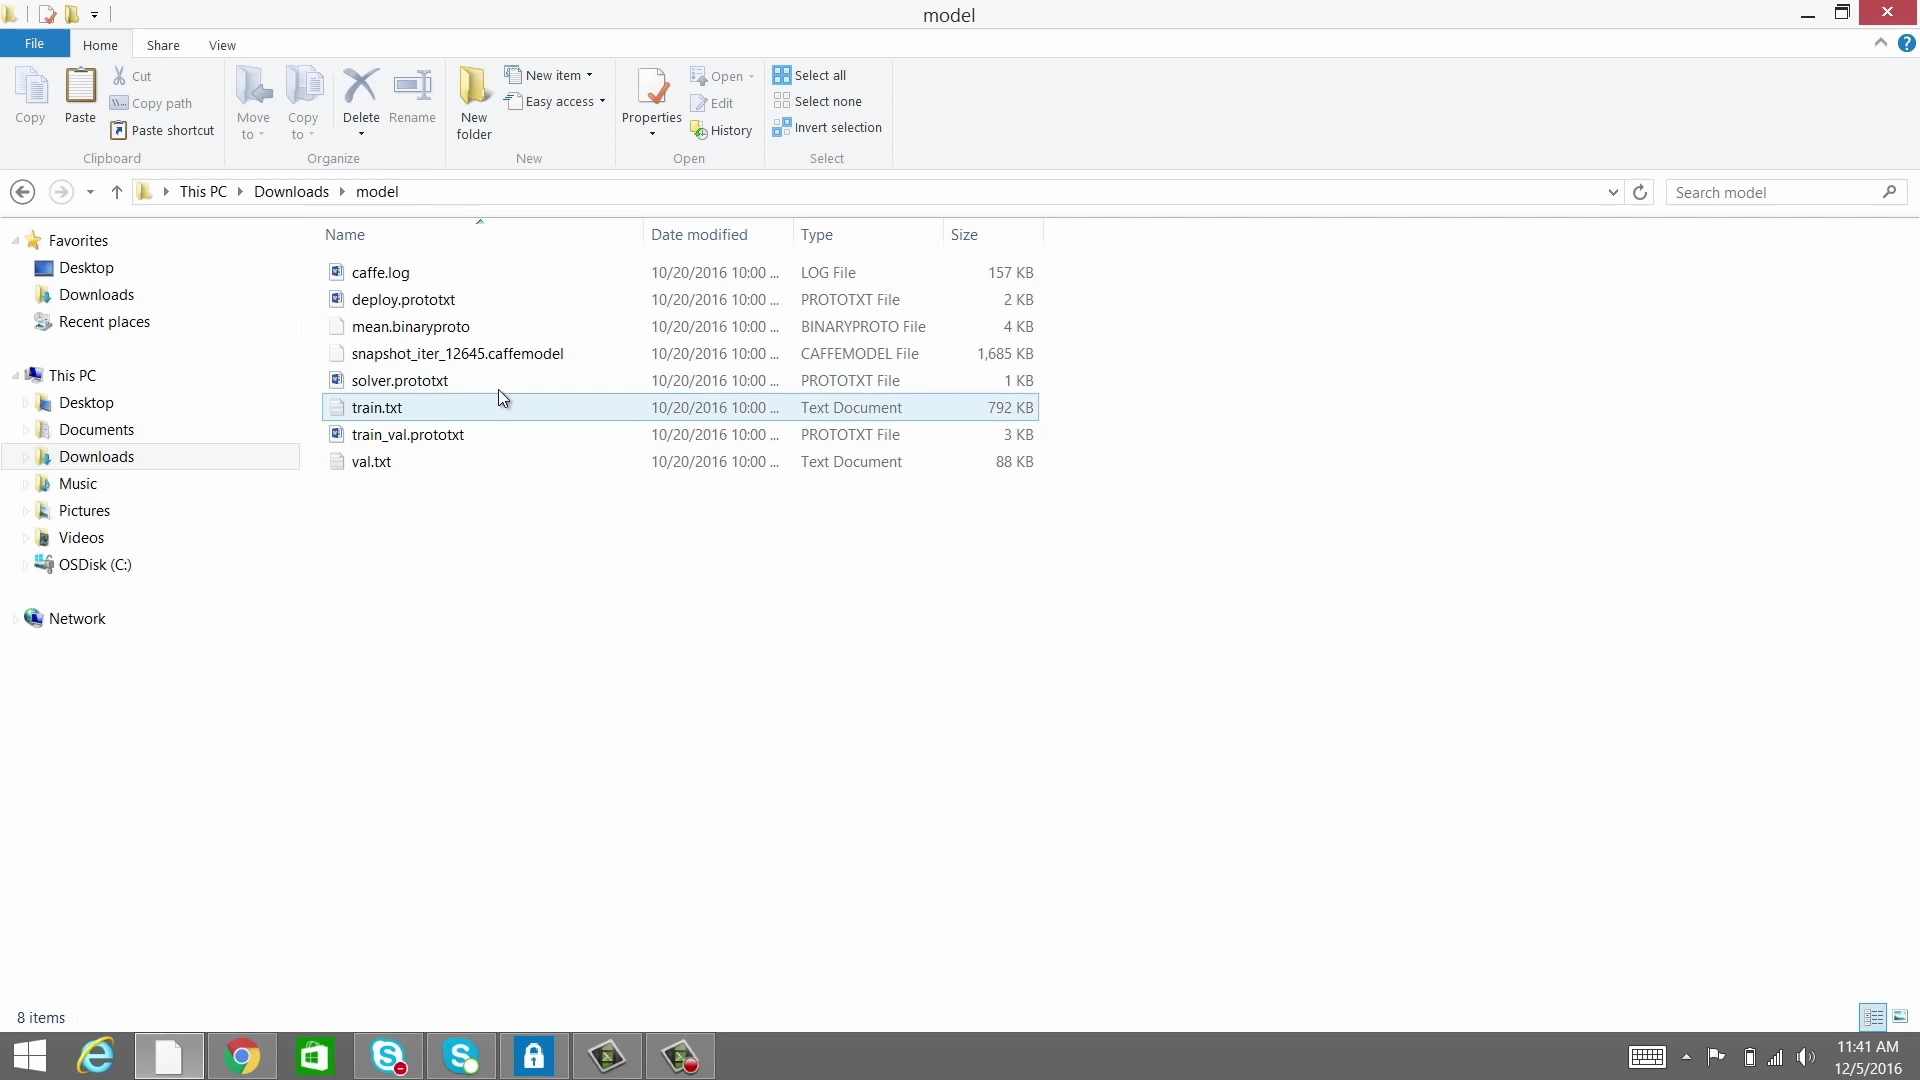 model
File Home Share View
Copy
Paste
Cut
Copy path
Paste shortcut
Clipboard
Move to
Copy to
Delete
Rename
Organize
New folder
New item
Easy access
New
Properties
Open
Edit
History
Open
Select all
Select none
Invert selection
Select
This PC Downloads model
Search model
Favorites
Desktop
Downloads
Recent places
This PC
Desktop
Documents
Downloads
Music
Pictures
Videos
OSDisk (C:)
Network
Name Date modified Type Size
caffe.log 10/20/2016 10:00 ... LOG File 157 KB
deploy.prototxt 10/20/2016 10:00 ... PROTOTXT File 2 KB
mean.binaryproto 10/20/2016 10:00 ... BINARYPROTO File 4 KB
snapshot_iter_12645.caffemodel 10/20/2016 10:00 ... CAFFEMODEL File 1,685 KB
solver.prototxt 10/20/2016 10:00 ... PROTOTXT File 1 KB
train.txt 10/20/2016 10:00 ... Text Document 792 KB
train_val.prototxt 10/20/2016 10:00 ... PROTOTXT File 3 KB
val.txt 10/20/2016 10:00 ... Text Document 88 KB
8 items
11:41 AM
12/5/2016